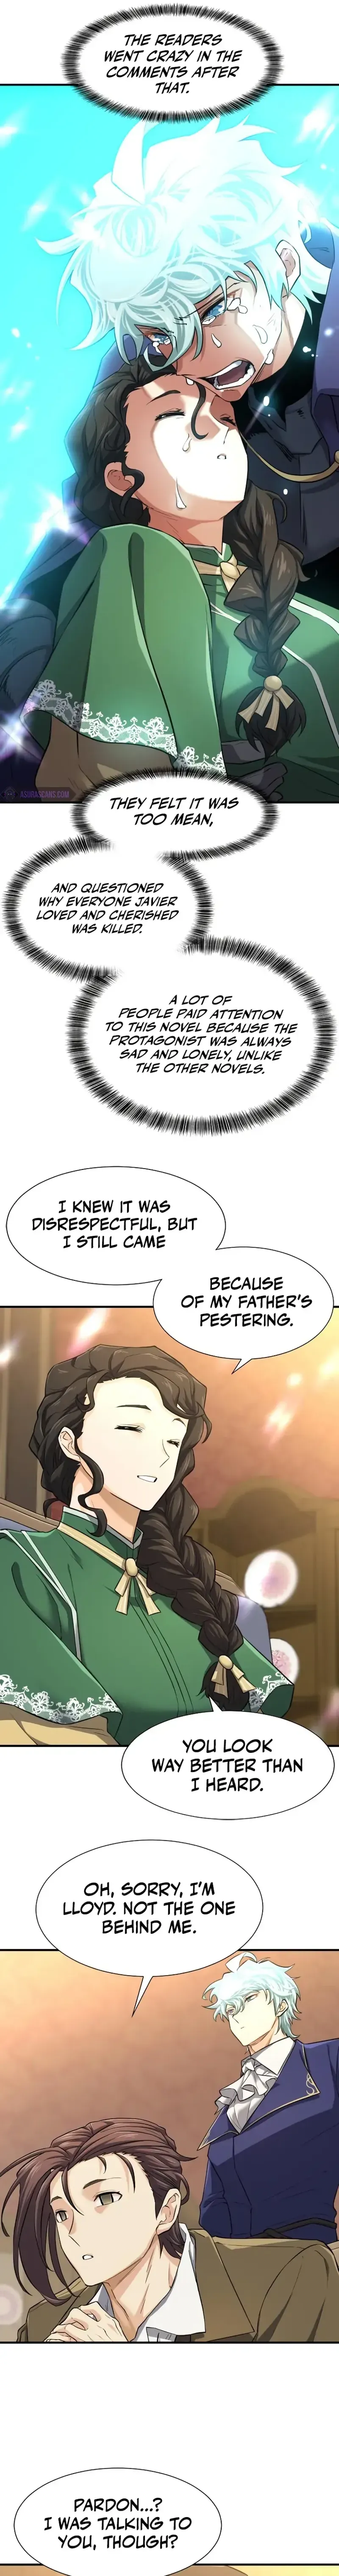 THE READERS
WENT CRAZY IN THE
COMMENTS AFTER
THAT.
ASURASCANS.COM
THEY FELT IT WAS
TOO MEAN,
AND QUESTIONED
WHY EVERYONE JAVIER
LOVED AND CHERISHED
WAS KILLED.
A LOT OF
PEOPLE PAID ATTENTION
TO THIS NOVEL BECAUSE THE
PROTAGONIST WAS ALWAYS
SAD AND LONELY, UNLIKE
THE OTHER NOVELS.
I KNEW IT WAS
DISRESPECTFUL, BUT
I STILL CAME
BECAUSE
OF MY FATHER'S
PESTERING.
YOU LOOK
WAY BETTER THAN
I HEARD.
OH, SORRY, I'M
LLOYD. NOT THE ONE
BEHIND ME.
PARDON...?
I WAS TALKING TO
YOU, THOUGH?